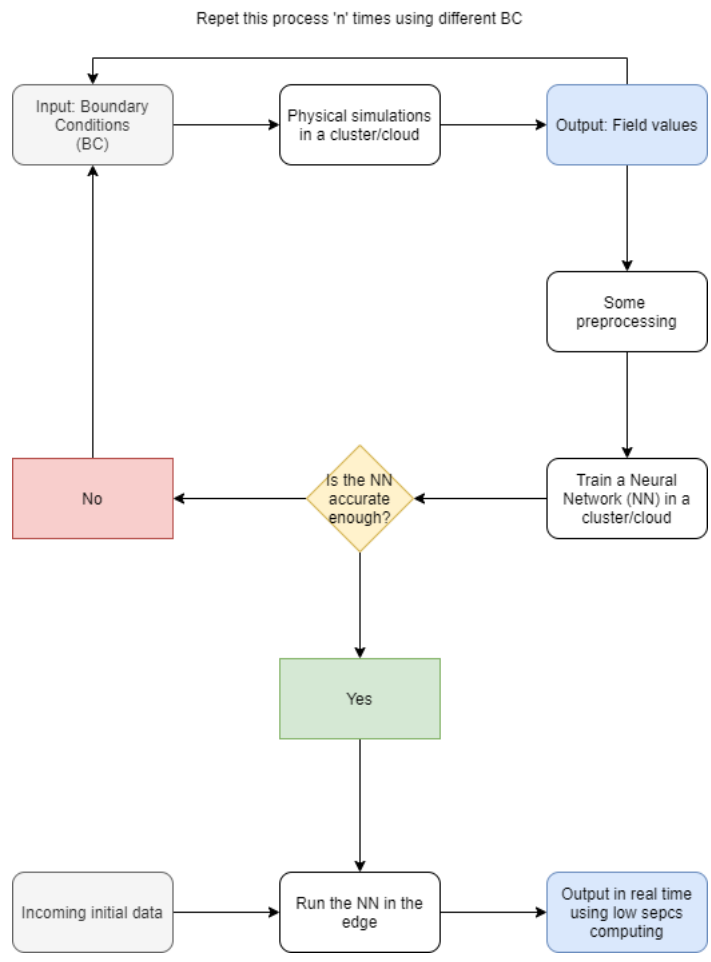 Repet this process 'n' times using different BC
Input: Boundary
Conditions
(BC)
Physical simulations
in a cluster/cloud
Output: Field values
Some
preprocessing
Train a Neural
Network (NN) in a
cluster/cloud
Is the NN
accurate
enough?
No
Yes
Incoming initial data
Run the NN in the
edge
Output in real time
using low sepcs
computing